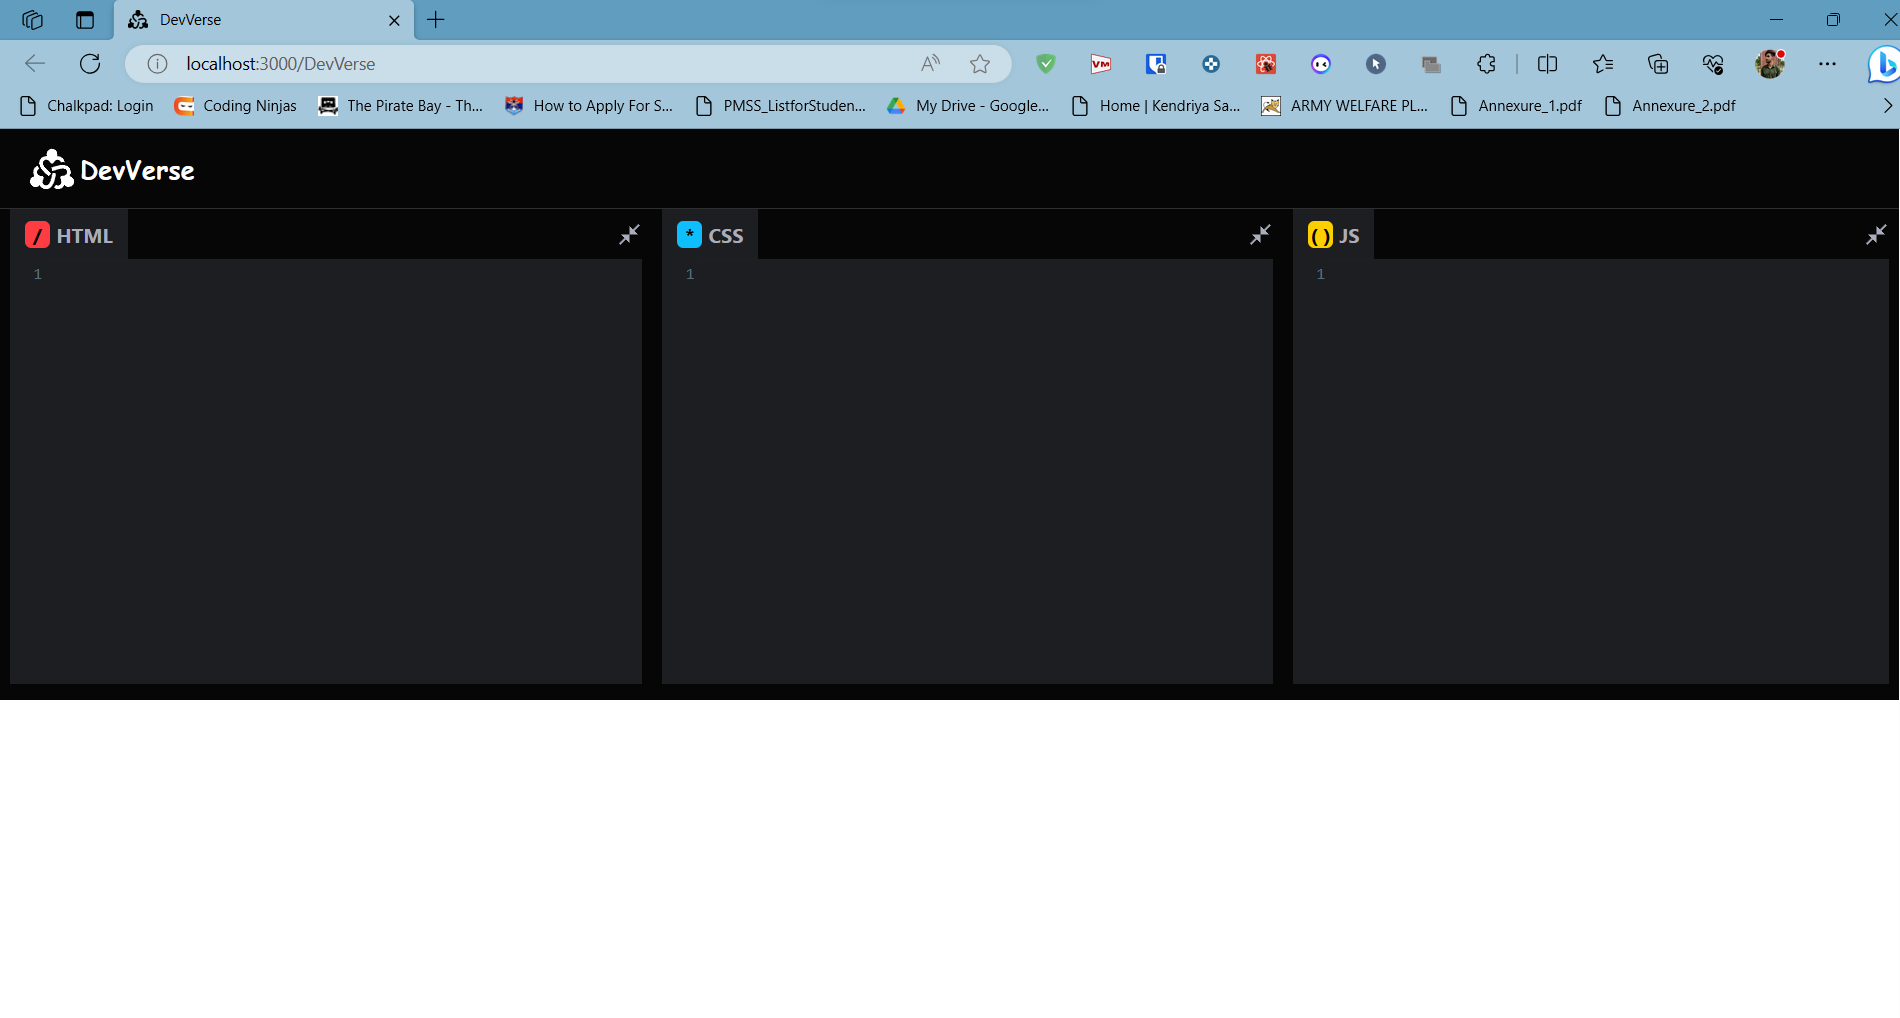 DevVerse
localhost:3000/DevVerse
Chalkpad: Login Coding Ninjas The Pirate Bay - Th... How to Apply For S... PMSS_ListforStuden... My Drive - Google... Home | Kendriya Sa... ARMY WELFARE PL... Annexure_1.pdf Annexure_2.pdf
DevVerse
/ HTML * CSS () JS
1 1 1